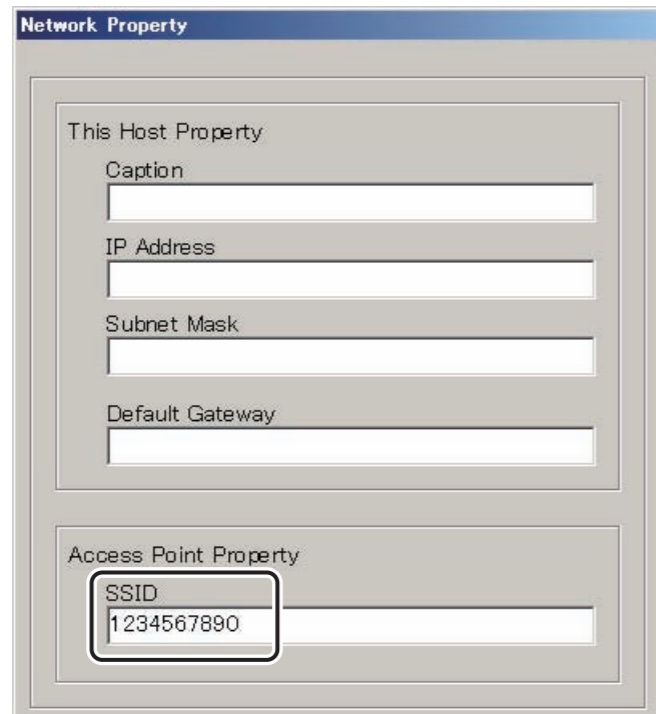 Network Property
This Host Property
Caption
IP Address
Subnet Mask
Default Gateway
Access Point Property
SSID
1234567890